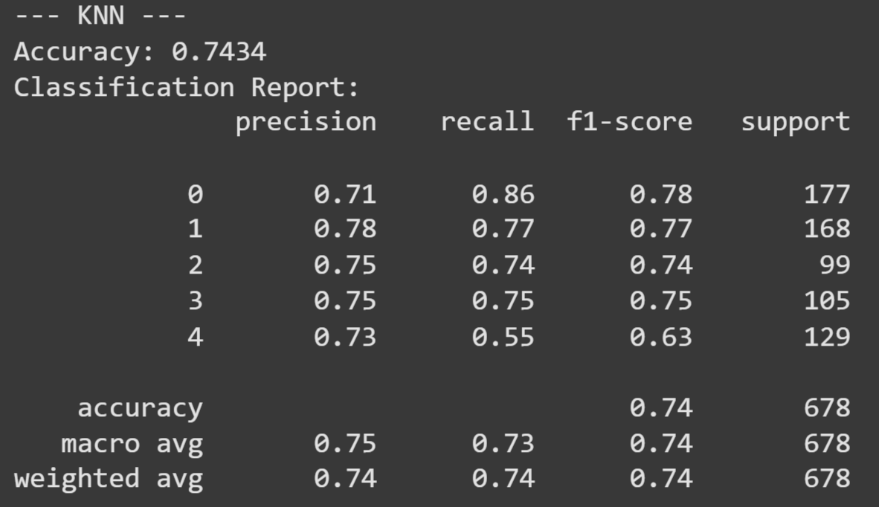 --- KNN ---
Accuracy: 0.7434
Classification Report:
precision recall f1-score support
0 0.71 0.86 0.78 177
1 0.78 0.77 0.77 168
2 0.75 0.74 0.74 99
3 0.75 0.75 0.75 105
4 0.73 0.55 0.63 129
accuracy 0.74 678
macro avg 0.75 0.73 0.74 678
weighted avg 0.74 0.74 0.74 678